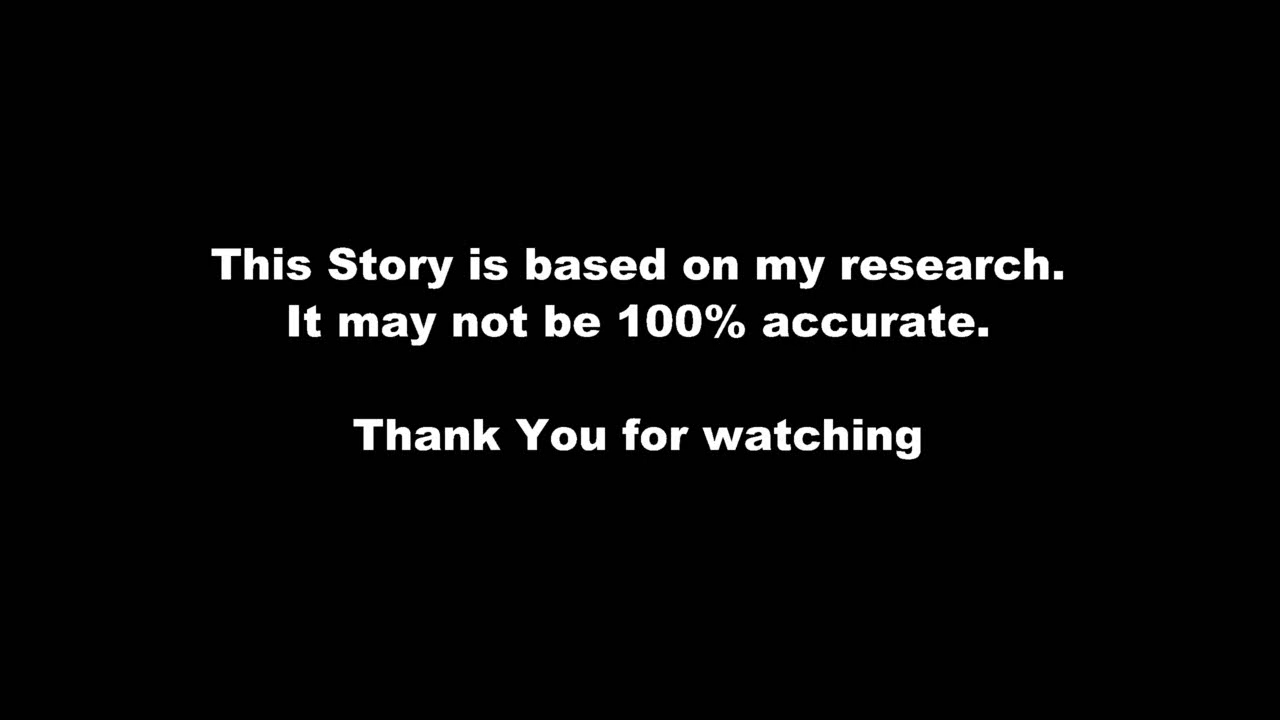 This Story is based on my research.
It may not be 100% accurate.
Thank You for watching